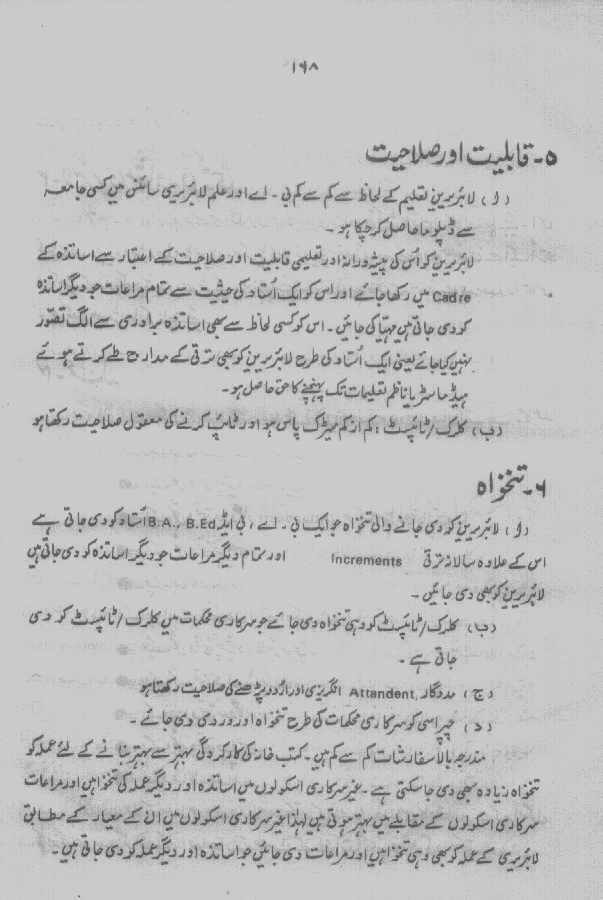 ۱۶۸
۵۔ قابلیت اور صلاحیت
(ا) لائبریرین تعلیم کے لحاظ سے کم سے کم بی۔ اے اور علم لائبریری سائنس میں کسی جامعہ
سے ڈپلوما حاصل کر چکا ہو۔
لائبریرین کو اُس کی پیشہ ورانہ اور تعلیمی قابلیت اور صلاحیت کے اعتبار سے اساتذہ کے
Cadre میں رکھا جائے اور اس کو ایک اُستاد کی حیثیت سے تمام مراعات جو دیگر اساتذہ
کو دی جاتی ہیں مہیّا کی جائیں۔ اس کو کسی لحاظ سے بھی اساتذہ برادری سے الگ تصوّر
نہیں کیا جائے یعنی ایک اُستاد کی طرح لائبریرین کو بھی ترقی کے مدارج طے کرتے ہوئے
ہیڈ ماسٹر یا ناظم تعلیمات تک پہنچنے کا حق حاصل ہو۔
(ب) کلرک/ٹائپسٹ، کم از کم میٹرک پاس ہو اور ٹائپ کرنے کی معقول صلاحیت رکھتا ہو
۶۔ تنخواہ
(ا) لائبریرین کو دی جانے والی تنخواہ جو ایک بی۔ اے، بی ایڈ B.A., B.Ed اُستاد کو دی جاتی ہے
اس کے علاوہ سالانہ ترقی Increments اور تمام دیگر مراعات جو دیگر اساتذہ کو دی جاتی ہیں
لائبریرین کو بھی دی جائیں۔
(ب) کلرک/ٹائپسٹ کو وہی تنخواہ دی جائے جو سرکاری محکمات میں کلرک/ٹائپسٹ کو دی
جاتی ہے۔
(ج) مددگار Attendant, انگریزی اور اردو پڑھنے کی صلاحیت رکھتا ہو
(د) چپراسی کو سرکاری محکمات کی طرح تنخواہ اور وردی دی جائے۔
مندرجہ بالا سفارشات کم سے کم ہیں۔ کتب خانہ کی کارکردگی بہتر سے بہتر بنانے کے لئے عملہ کو
تنخواہ زیادہ بھی دی جا سکتی ہے۔ غیر سرکاری اسکولوں میں اساتذہ اور دیگر عملہ کی تنخواہیں اور مراعات
سرکاری اسکولوں کے مقابلے میں بہتر ہوتی ہیں لہٰذا غیر سرکاری اسکولوں میں ان کے معیار کے مطابق
لائبریری کے عملہ کو بھی وہی تنخواہیں اور مراعات دی جائیں جو اساتذہ اور دیگر عملہ کو دی جاتی ہیں۔